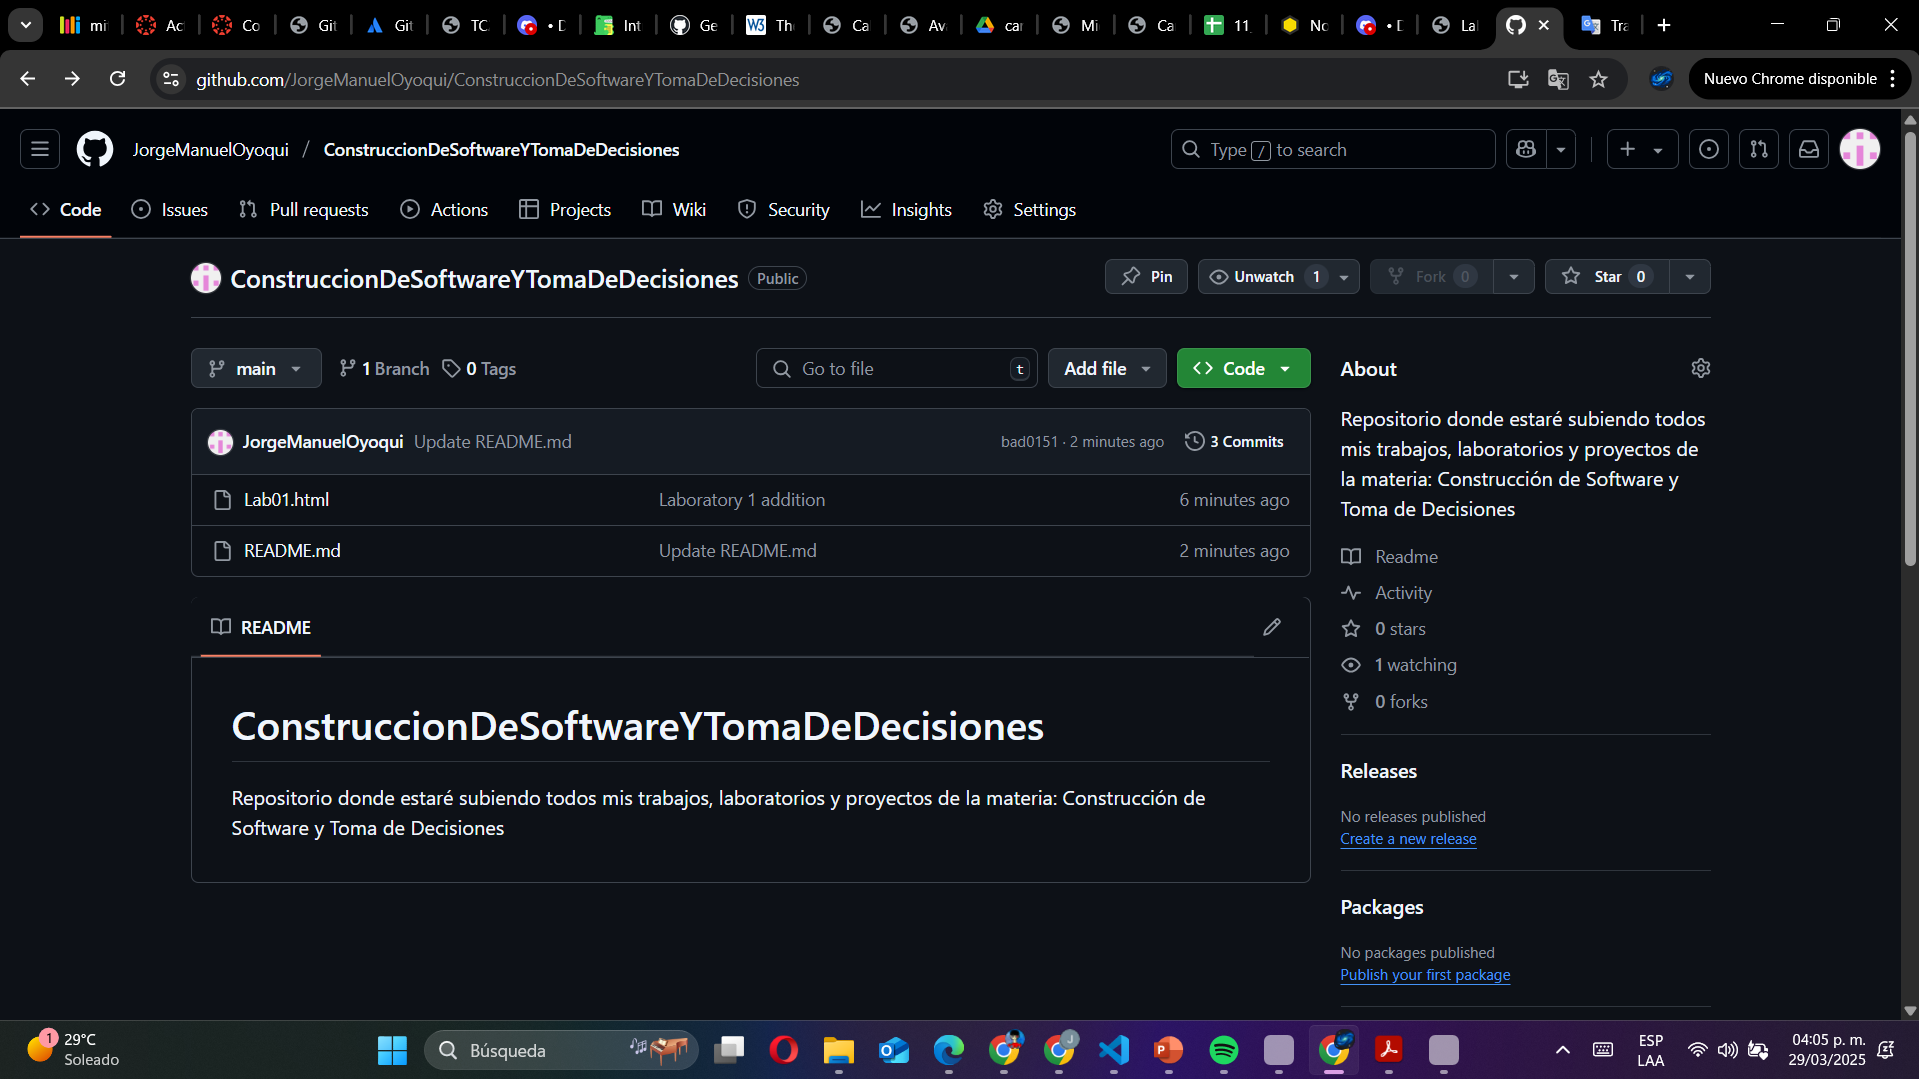 mi
Ac
Co
Git
Git
TC
• D
Int
Ge
W3
Th
Ca
Av
car
Mi
Ca
11
No
• D
La
Tra
github.com/JorgeManuelOyoqui/ConstruccionDeSoftwareYTomaDeDecisiones
Nuevo Chrome disponible
JorgeManuelOyoqui / ConstruccionDeSoftwareYTomaDeDecisiones
Type / to search
Code
Issues
Pull requests
Actions
Projects
Wiki
Security
Insights
Settings
ConstruccionDeSoftwareYTomaDeDecisiones Public
Pin
Unwatch 1
Fork 0
Star 0
main
1 Branch
0 Tags
Go to file t
Add file
Code
JorgeManuelOyoqui Update README.md bad0151 · 2 minutes ago 3 Commits
Lab01.html Laboratory 1 addition 6 minutes ago
README.md Update README.md 2 minutes ago
README
ConstruccionDeSoftwareYTomaDeDecisiones
Repositorio donde estaré subiendo todos mis trabajos, laboratorios y proyectos de la materia: Construcción de
Software y Toma de Decisiones
About
Repositorio donde estaré subiendo todos
mis trabajos, laboratorios y proyectos de
la materia: Construcción de Software y
Toma de Decisiones
Readme
Activity
0 stars
1 watching
0 forks
Releases
No releases published
Create a new release
Packages
No packages published
Publish your first package
1
29°C
Soleado
Búsqueda
J
ESP
LAA
04:05 p. m.
29/03/2025